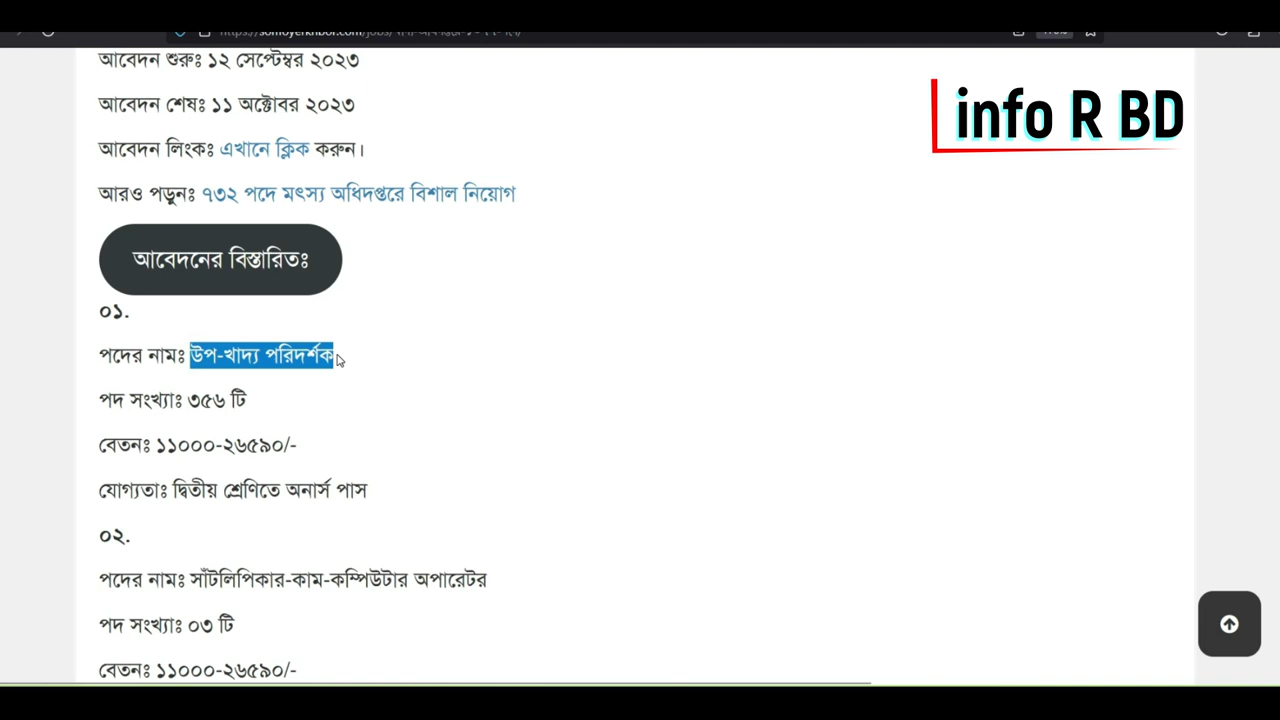 info R BD
আবেদন শুরুঃ ১২ সেপ্টেম্বর ২০২৩
আবেদন শেষঃ ১১ অক্টোবর ২০২৩
আবেদন লিংকঃ এখানে ক্লিক করুন।
আরও পড়ুনঃ ৭৩২ পদে মৎস্য অধিদপ্তরে বিশাল নিয়োগ
আবেদনের বিস্তারিতঃ
০১.
পদের নামঃ উপ-খাদ্য পরিদর্শক
পদ সংখ্যাঃ ৩৫৬ টি
বেতনঃ ১১০০০-২৬৫৯০/-
যোগ্যতাঃ দ্বিতীয় শ্রেণিতে অনার্স পাস
০২.
পদের নামঃ সাঁটলিপিকার-কাম-কম্পিউটার অপারেটর
পদ সংখ্যাঃ ০৩ টি
বেতনঃ ১১০০০-২৬৫৯০/-